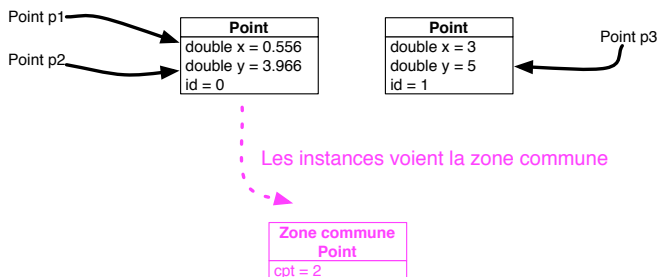 Point p1
Point p2
Point
double x = 0.556
double y = 3.966
id = 0
Point
double x = 3
double y = 5
id = 1
Point p3
Les instances voient la zone commune
Zone commune
Point
cpt = 2